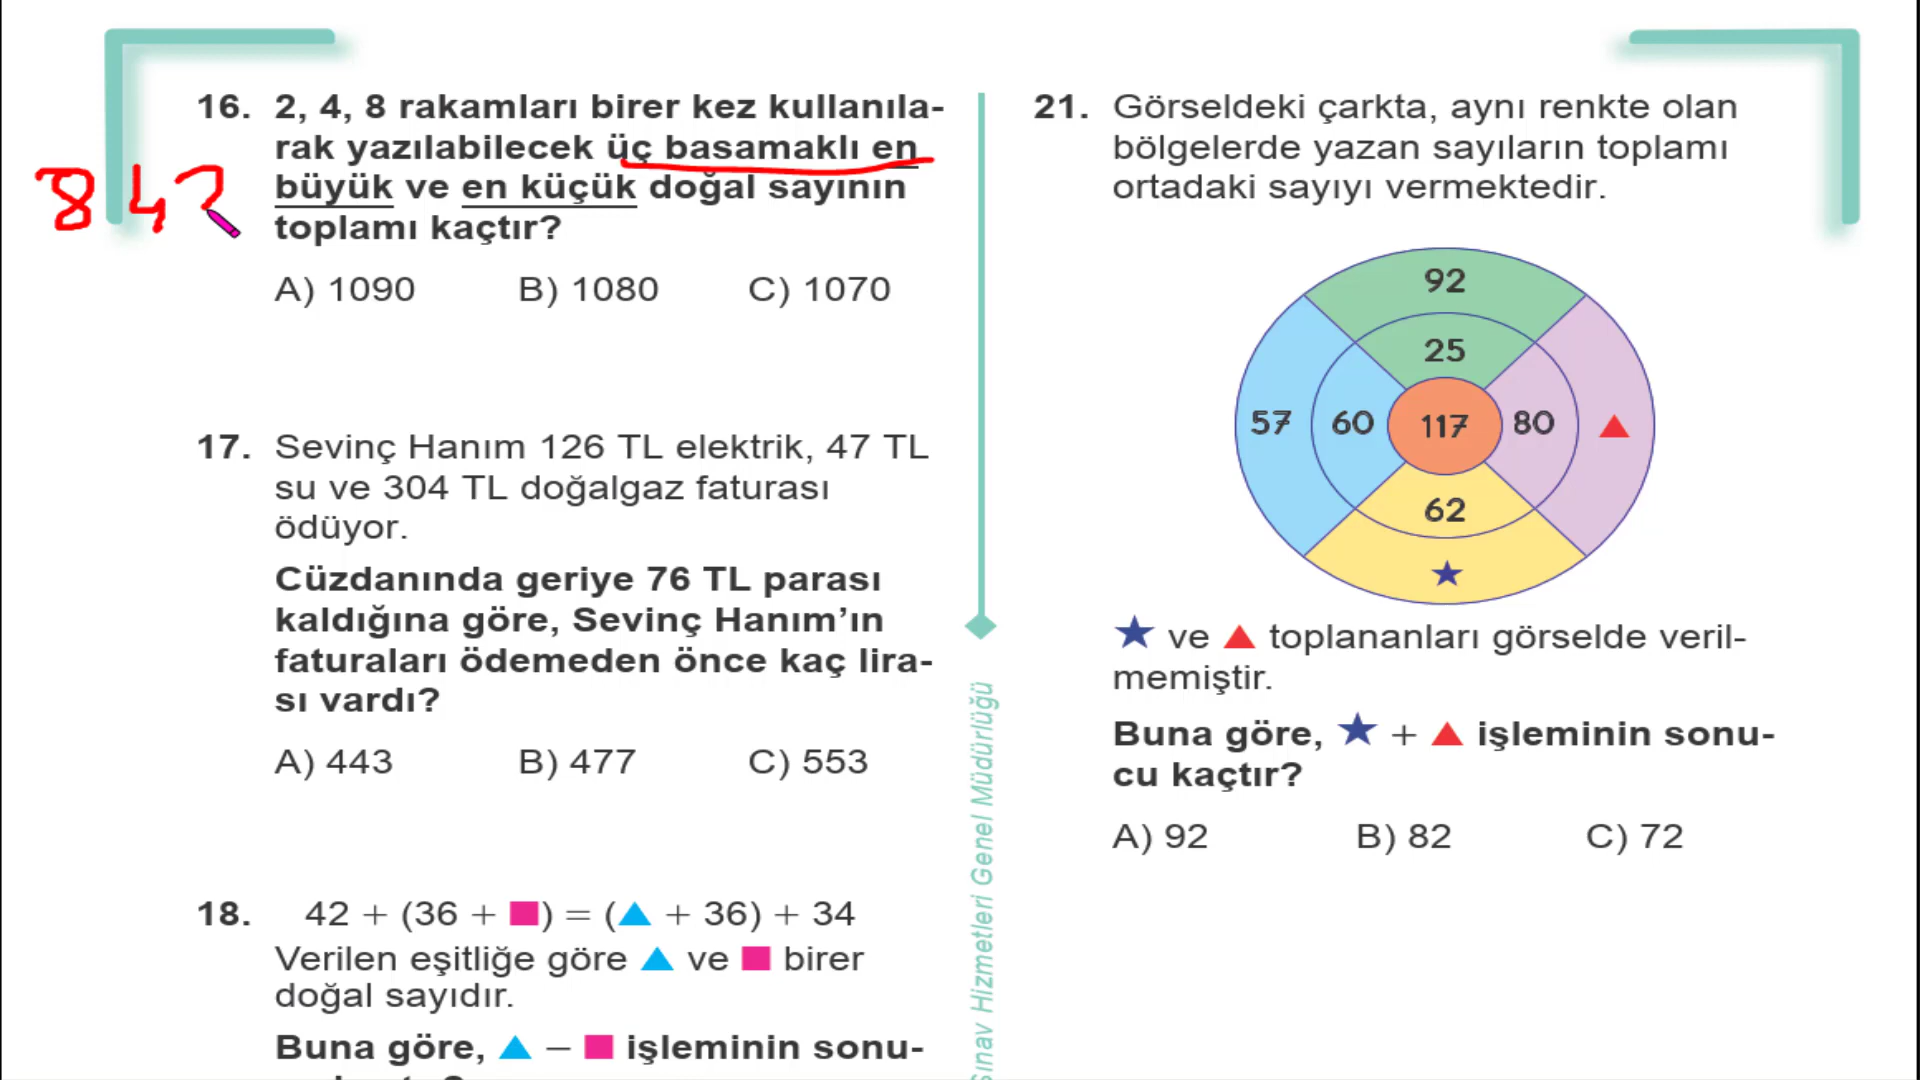 16. 2, 4, 8 rakamları birer kez kullanıla-
rak yazılabilecek üç basamaklı en
büyük ve en küçük doğal sayının
toplamı kaçtır?
A) 1090 B) 1080 C) 1070
84
17. Sevinç Hanım 126 TL elektrik, 47 TL
su ve 304 TL doğalgaz faturası
ödüyor.
Cüzdanında geriye 76 TL parası
kaldığına göre, Sevinç Hanım’ın
faturaları ödemeden önce kaç lira-
sı vardı?
A) 443 B) 477 C) 553
18. 42 + (36 + ■) = (▲ + 36) + 34
Verilen eşitliğe göre ▲ ve ■ birer
doğal sayıdır.
Buna göre, ▲ – ■ işleminin sonu-
Sınav Hizmetleri Genel Müdürlüğü
21. Görseldeki çarkta, aynı renkte olan
bölgelerde yazan sayıların toplamı
ortadaki sayıyı vermektedir.
92
25
57 60 117 80 ▲
62
★
★ ve ▲ toplananları görselde veril-
memiştir.
Buna göre, ★ + ▲ işleminin sonu-
cu kaçtır?
A) 92 B) 82 C) 72